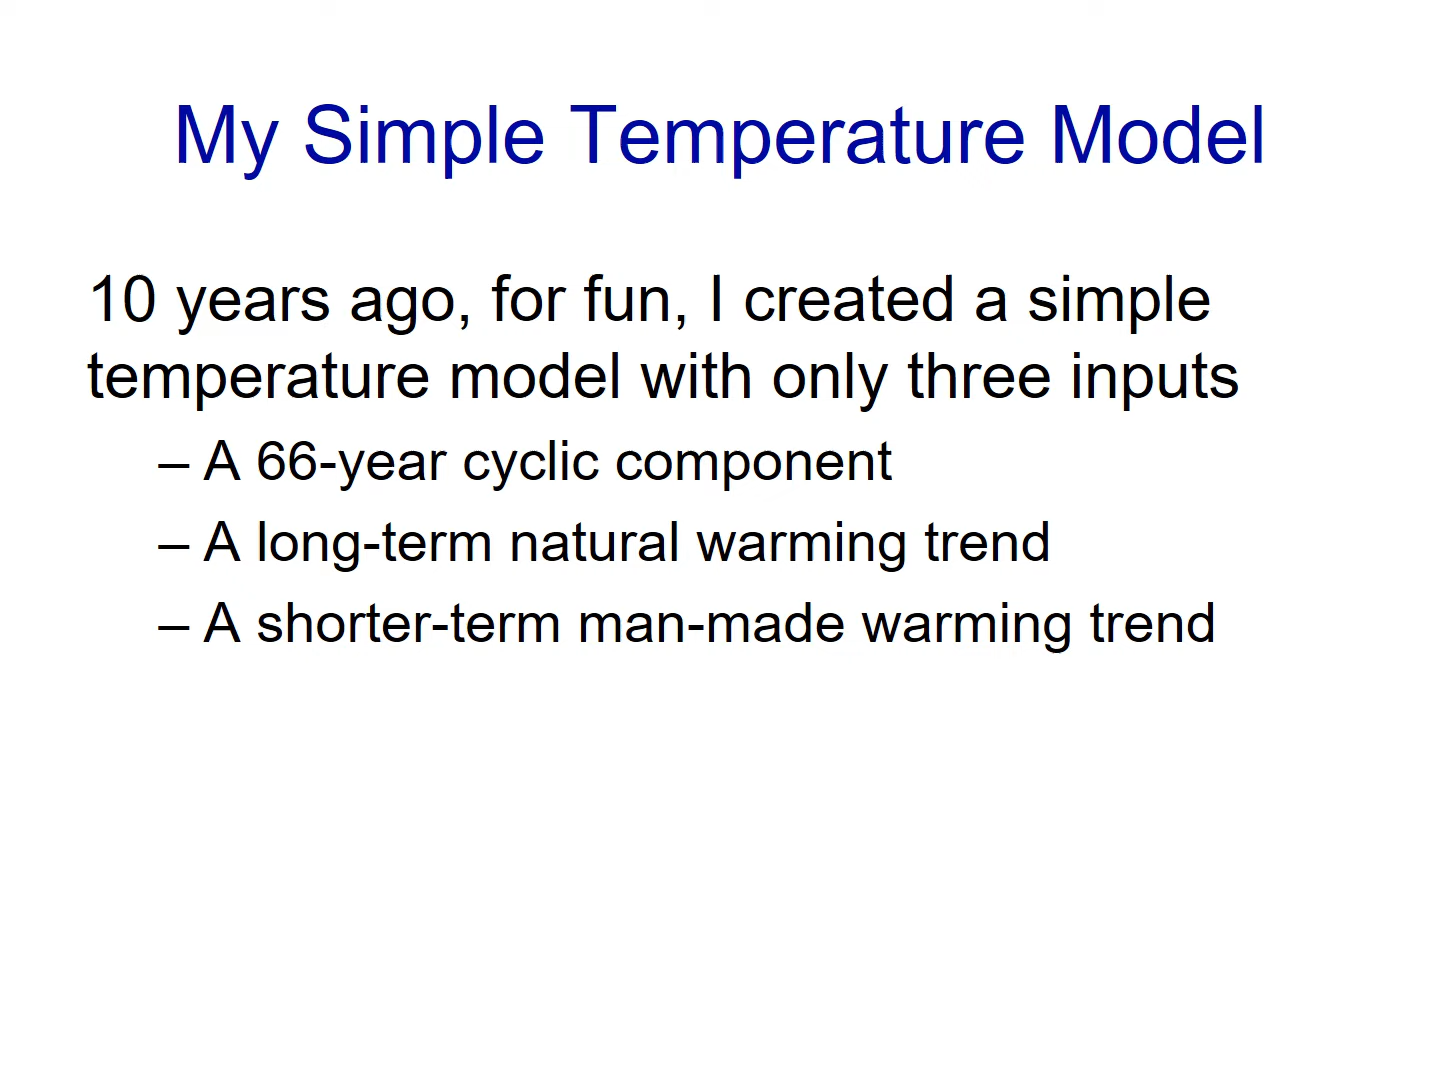 My Simple Temperature Model
10 years ago, for fun, I created a simple
temperature model with only three inputs
– A 66-year cyclic component
– A long-term natural warming trend
– A shorter-term man-made warming trend